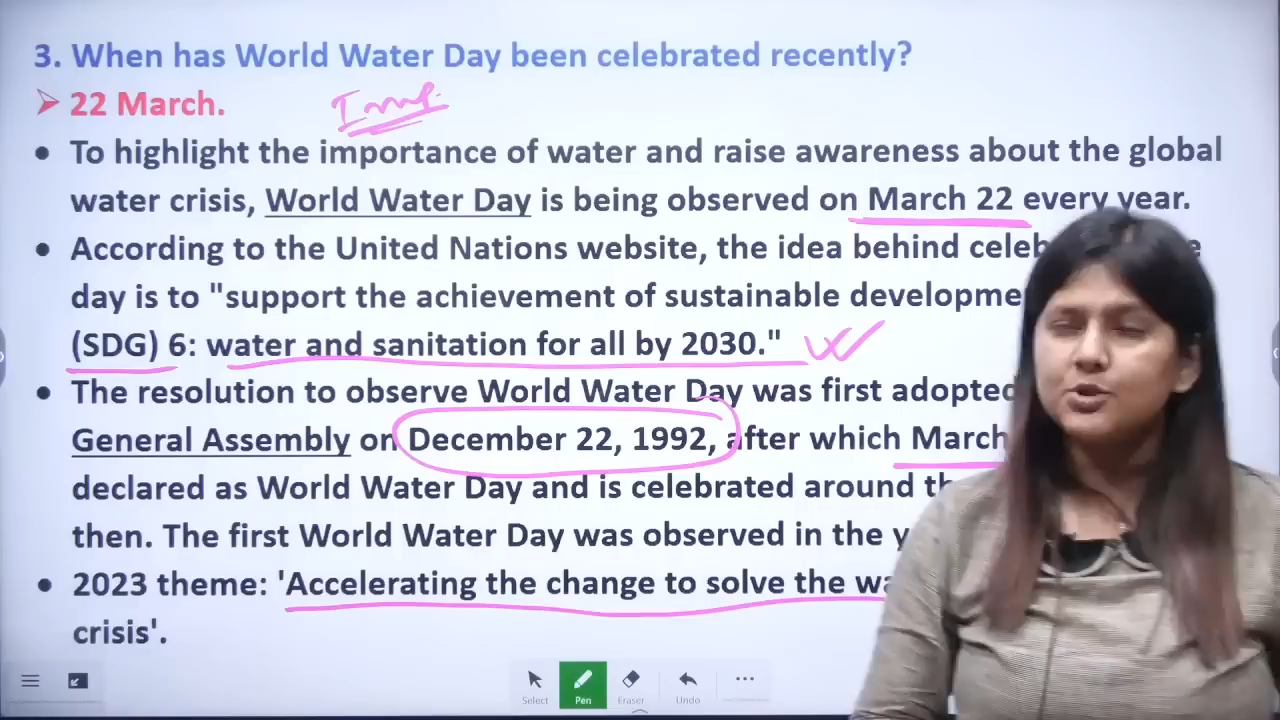 3. When has World Water Day been celebrated recently?
➤ 22 March.
Imp.
• To highlight the importance of water and raise awareness about the global
water crisis, World Water Day is being observed on March 22 every year.
• According to the United Nations website, the idea behind
day is to "support the achievement of sustainable
(SDG) 6: water and sanitation for all by 2030."
• The resolution to observe World Water Day was first adopted
General Assembly on December 22, 1992, after which March
declared as World Water Day and is celebrated around
then. The first World Water Day was observed in the
• 2023 theme: 'Accelerating the change to solve the
crisis'.
Select Pen Eraser Undo